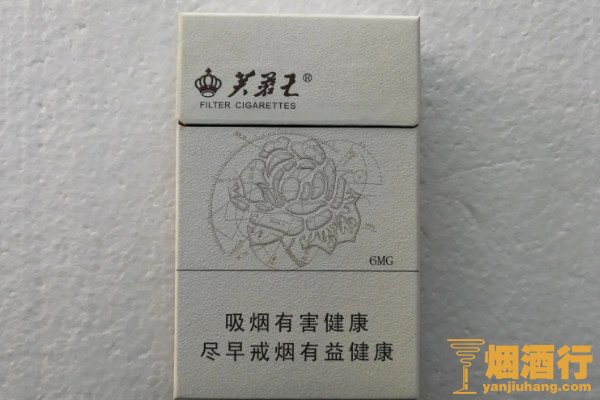 芙蓉王®
FILTER CIGARETTES
6MG
吸烟有害健康
尽早戒烟有益健康
烟酒行
yanjiuhang.com